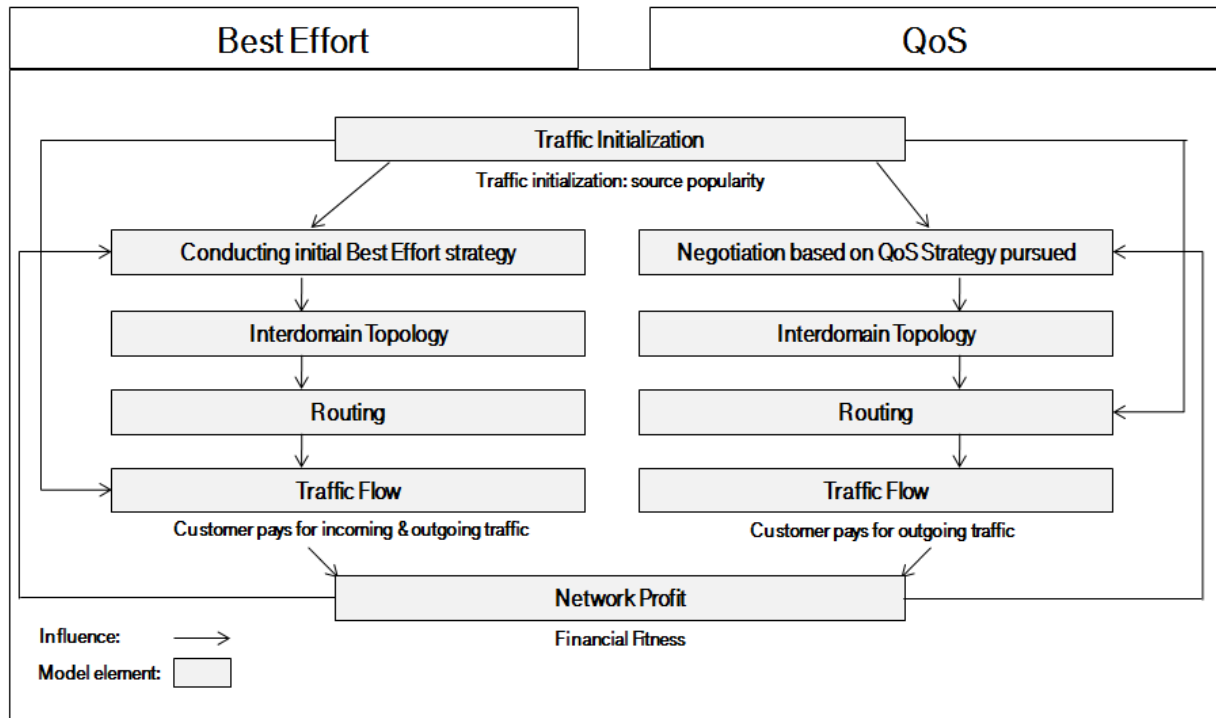 Best Effort
QoS
Traffic Initialization
Traffic initialization: source popularity
Conducting initial Best Effort strategy
Negotiation based on QoS Strategy pursued
Interdomain Topology
Interdomain Topology
Routing
Routing
Traffic Flow
Traffic Flow
Customer pays for incoming & outgoing traffic
Customer pays for outgoing traffic
Network Profit
Financial Fitness
Influence:
Model element: